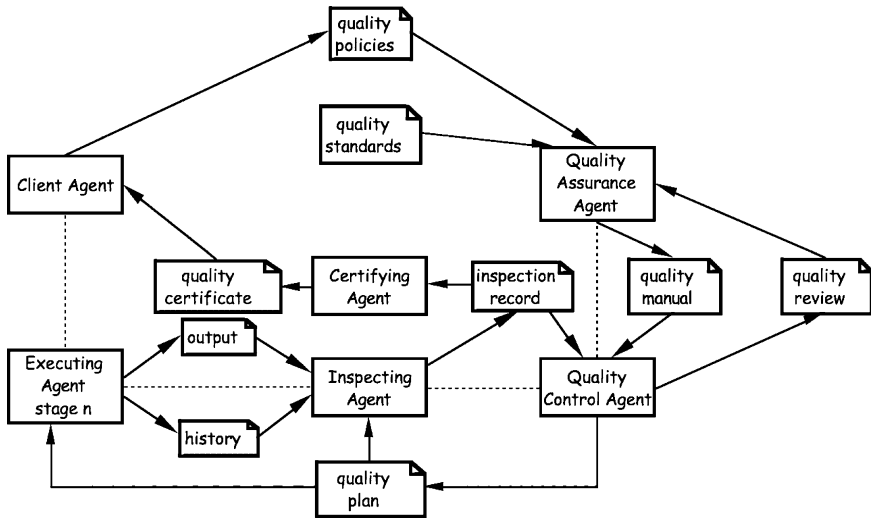 quality
policies
quality
standards
Client Agent
Quality
Assurance
Agent
quality
certificate
Certifying
Agent
inspection
record
quality
manual
quality
review
output
Executing
Agent
stage n
Inspecting
Agent
Quality
Control Agent
history
quality
plan